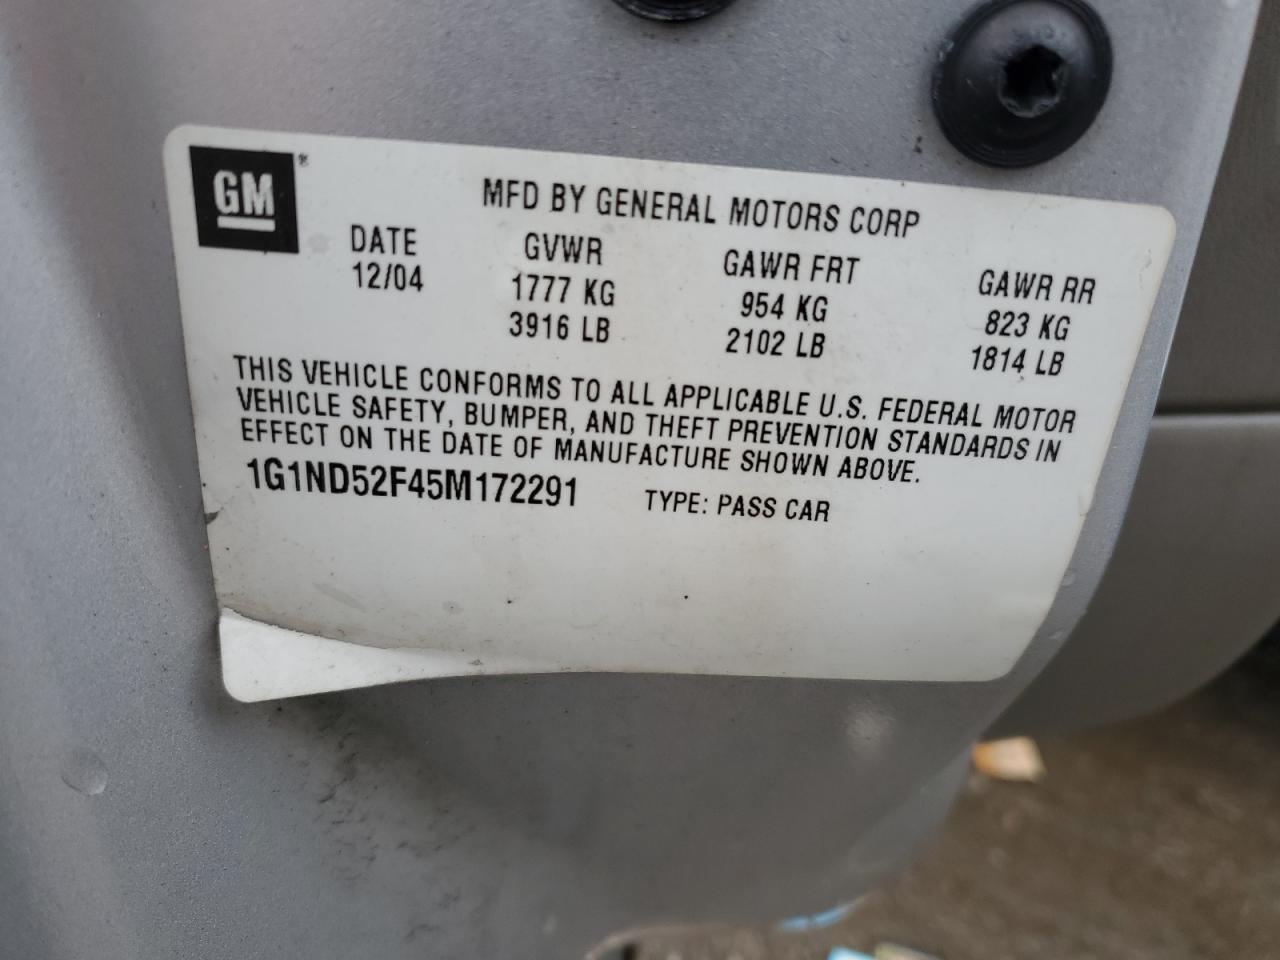 GM ®
MFD BY GENERAL MOTORS CORP
DATE GVWR GAWR FRT GAWR RR
12/04 1777 KG 954 KG 823 KG
3916 LB 2102 LB 1814 LB
THIS VEHICLE CONFORMS TO ALL APPLICABLE U.S. FEDERAL MOTOR
VEHICLE SAFETY, BUMPER, AND THEFT PREVENTION STANDARDS IN
EFFECT ON THE DATE OF MANUFACTURE SHOWN ABOVE.
1G1ND52F45M172291 TYPE: PASS CAR